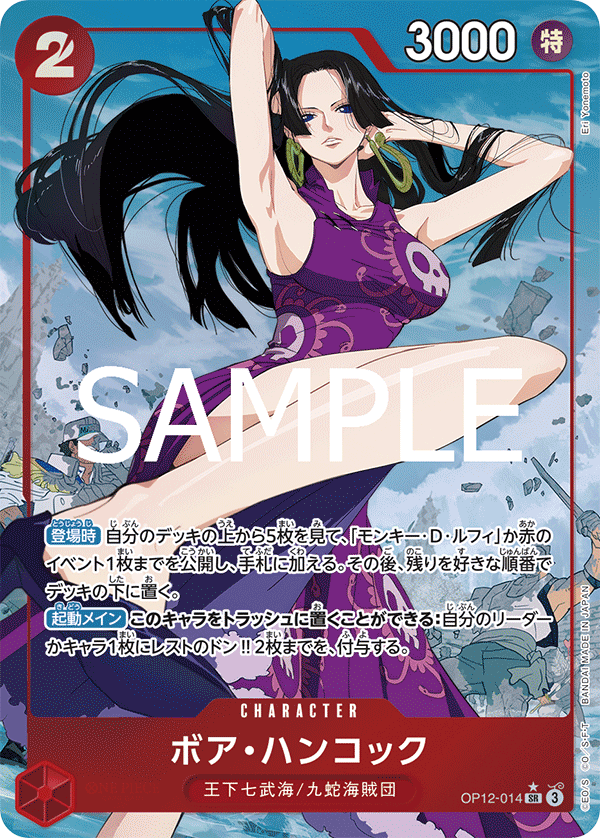 2
3000
特
Eri Yonemoto
SAMPLE
登場時 自分のデッキの上から5枚を見て、「モンキー・D・ルフィ」か赤の
イベント1枚までを公開し、手札に加える。その後、残りを好きな順番で
デッキの下に置く。
起動メイン このキャラをトラッシュに置くことができる:自分のリーダー
かキャラ1枚にレストのドン!!2枚までを、付与する。
CHARACTER
ボア・ハンコック
王下七武海/九蛇海賊団
OP12-014 SR 3
©E.O/S ©O/S・F・T BANDAI MADE IN JAPAN